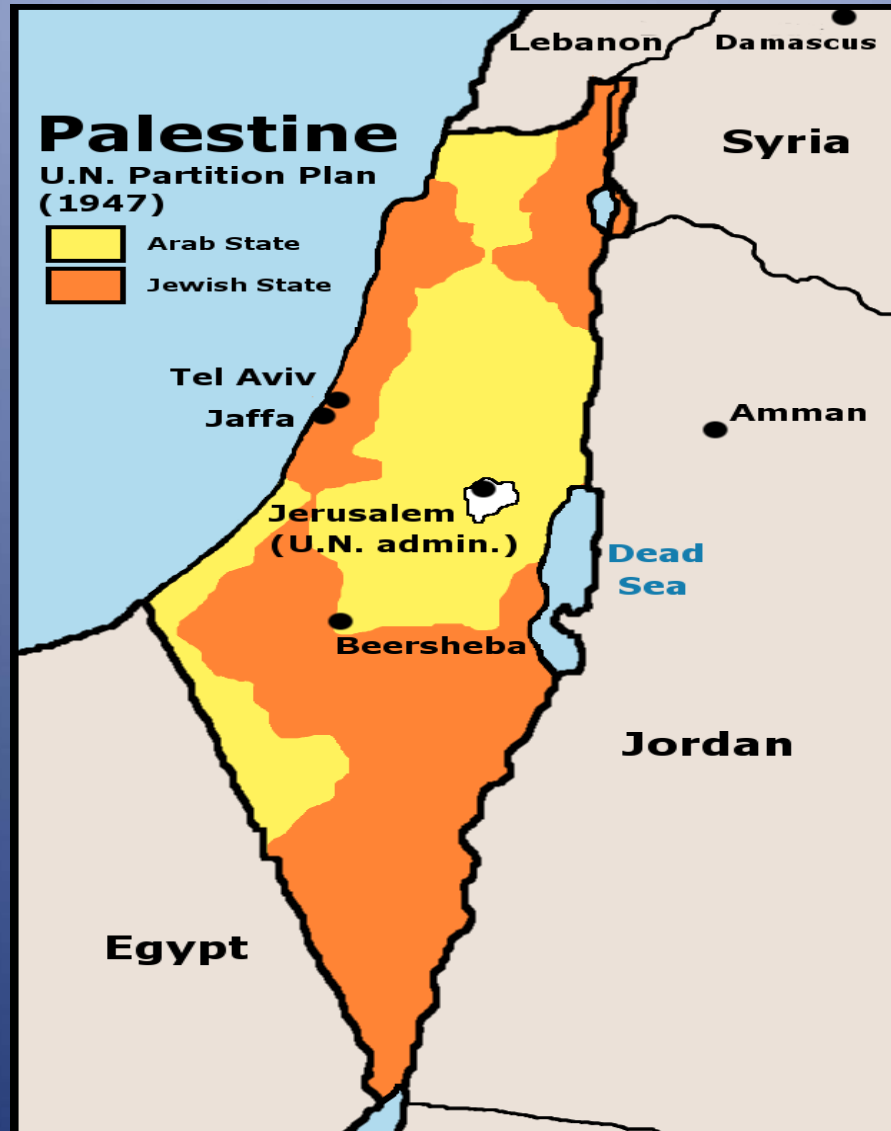 Lebanon
Damascus
Palestine
U.N. Partition Plan
(1947)
Syria
Arab State
Jewish State
Tel Aviv
Jaffa
Amman
Jerusalem
(U.N. admin.)
Dead
Sea
Beersheba
Jordan
Egypt